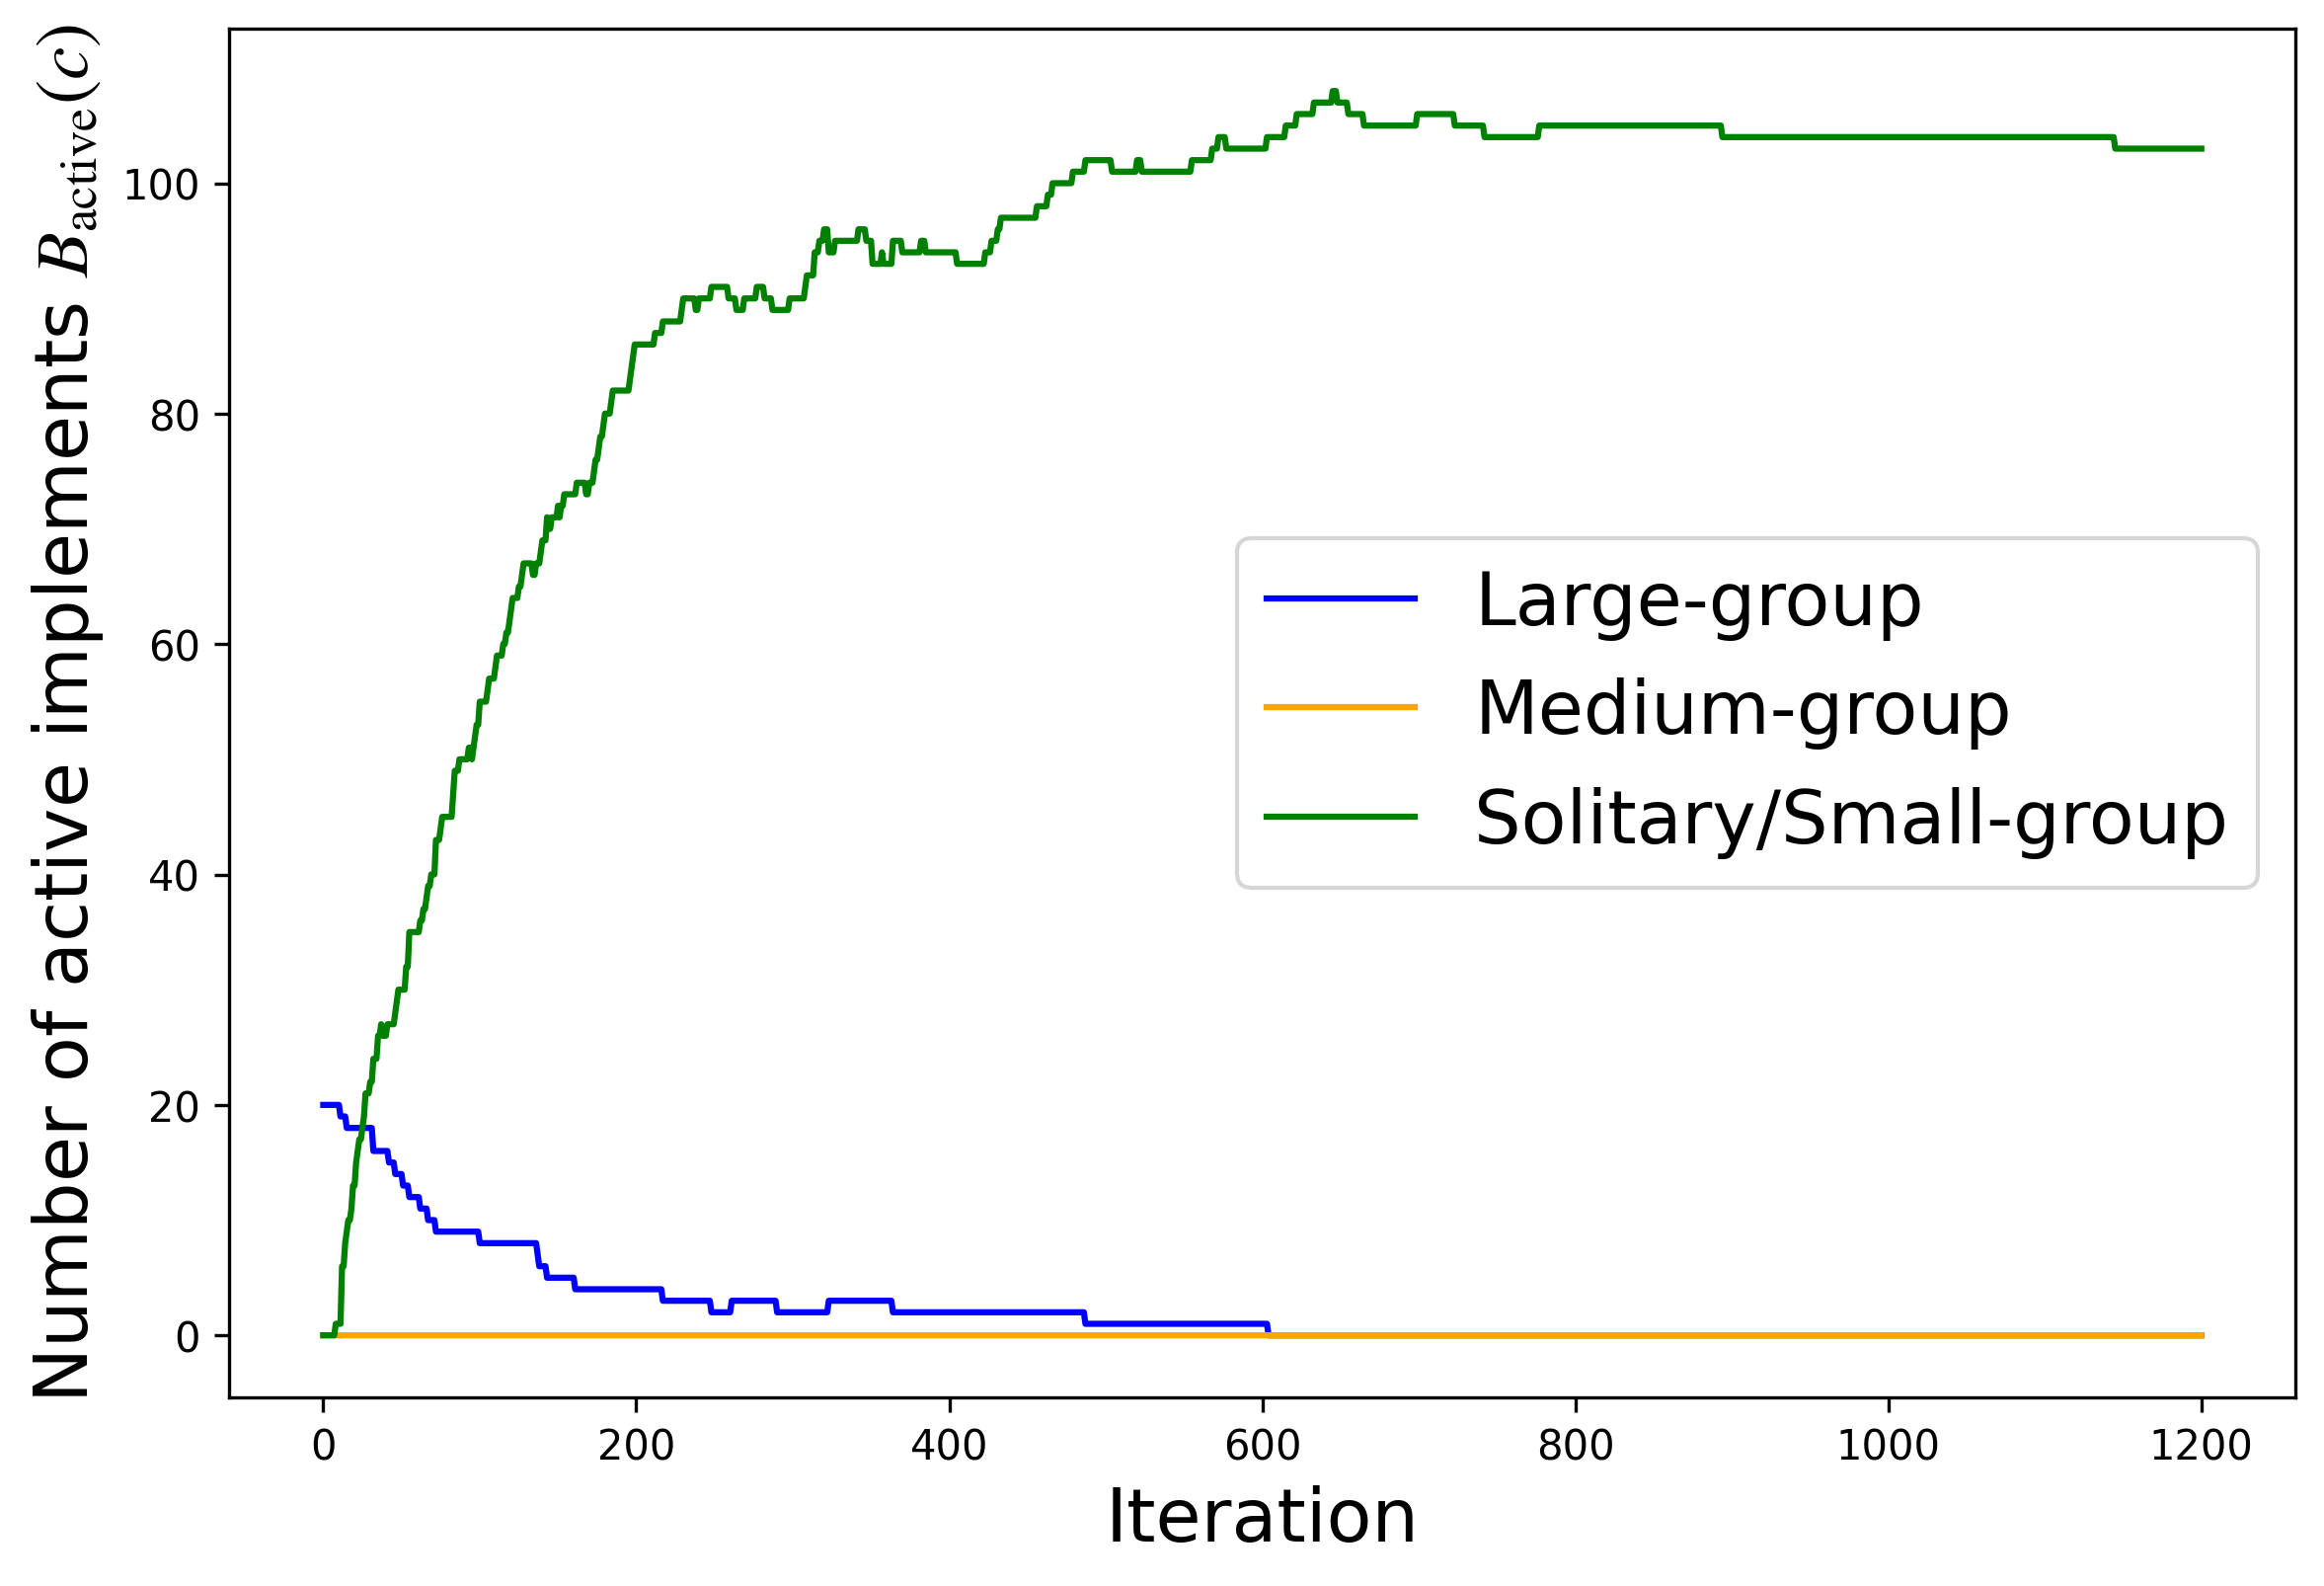 Number of active implements B_active(c)
100
80
60
40
20
0
Large-group
Medium-group
Solitary/Small-group
0 200 400 600 800 1000 1200
Iteration